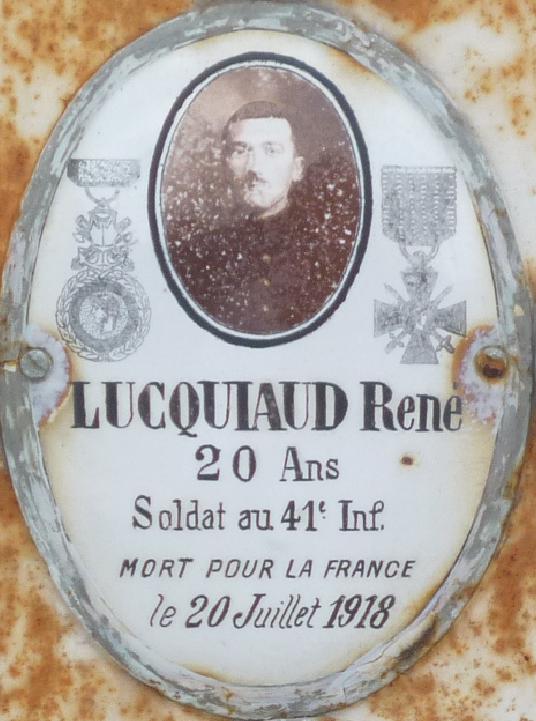 LUCQUIAUD René
20 Ans
Soldat au 41e Inf.
MORT POUR LA FRANCE
le 20 Juillet 1918